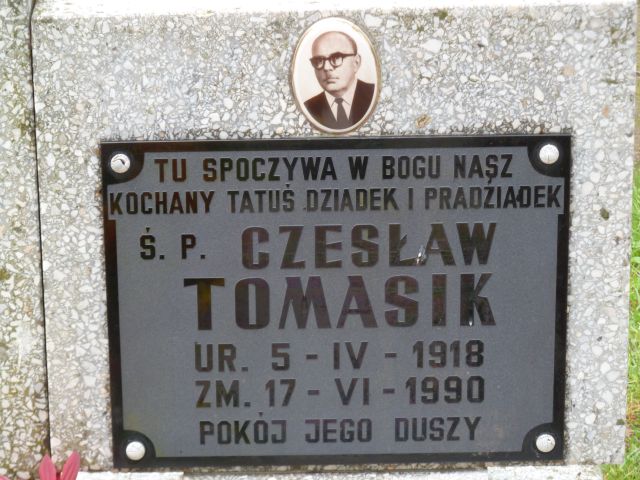 TU SPOCZYWA W BOGU NASZ
KOCHANY TATUŚ DZIADEK I PRADZIADEK
Ś. P. CZESŁAW
TOMASIK
UR. 5 - IV - 1918
ZM. 17 - VI - 1990
POKÓJ JEGO DUSZY